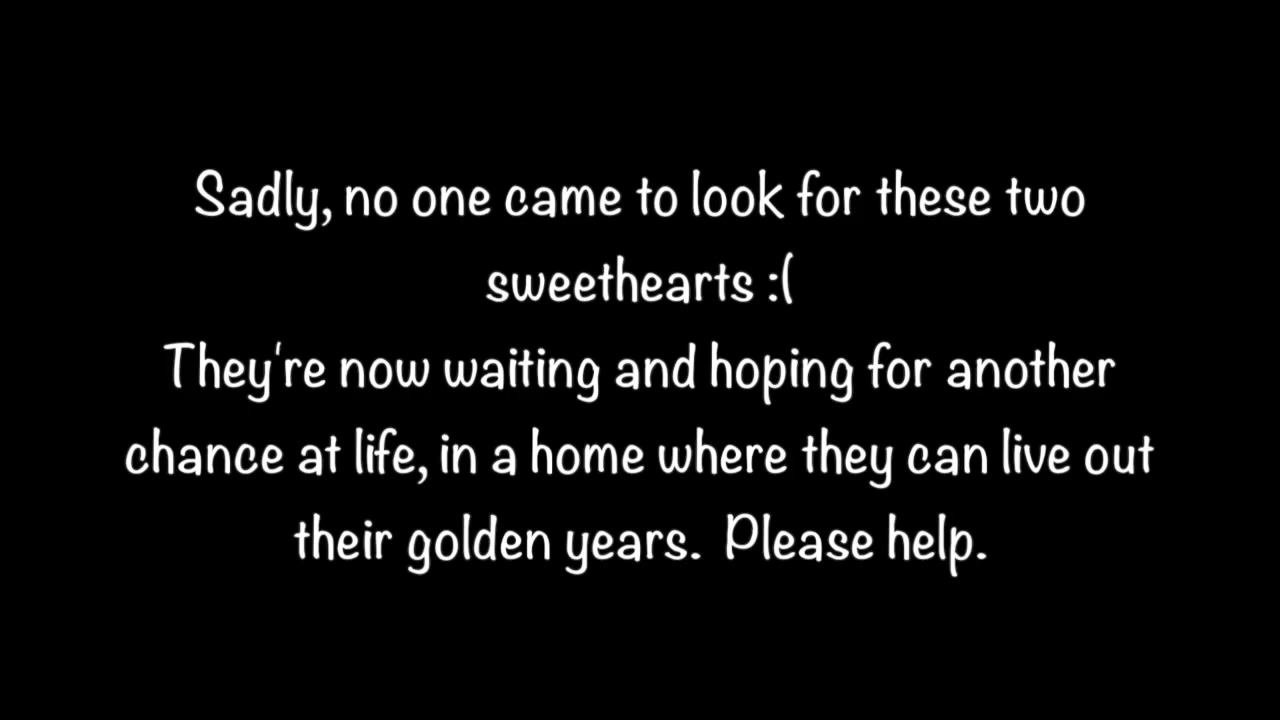 Sadly, no one came to look for these two
sweethearts :(
They're now waiting and hoping for another
chance at life, in a home where they can live out
their golden years.  Please help.